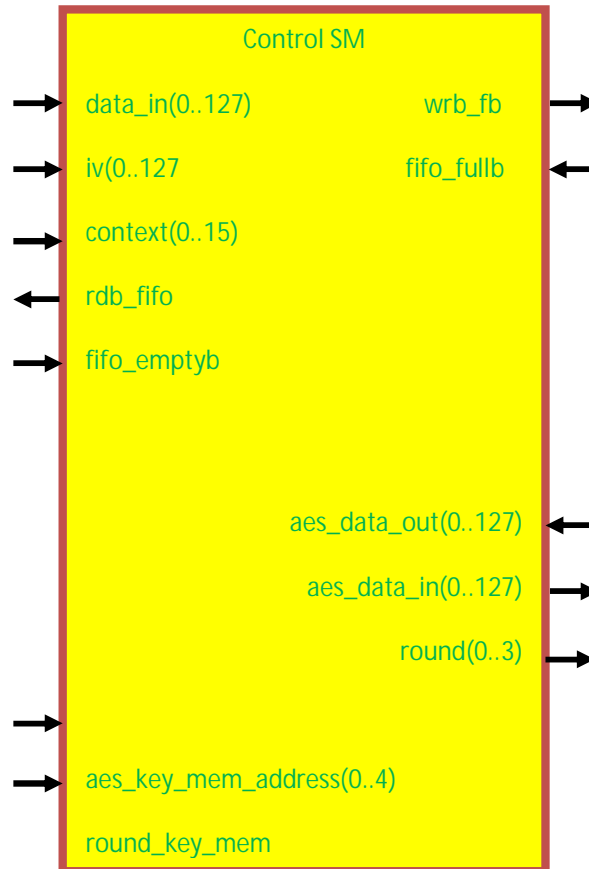 Control SM
data_in(0..127)
wrb_fb
iv(0..127
fifo_fullb
context(0..15)
rdb_fifo
fifo_emptyb
aes_data_out(0..127)
aes_data_in(0..127)
round(0..3)
aes_key_mem_address(0..4)
round_key_mem